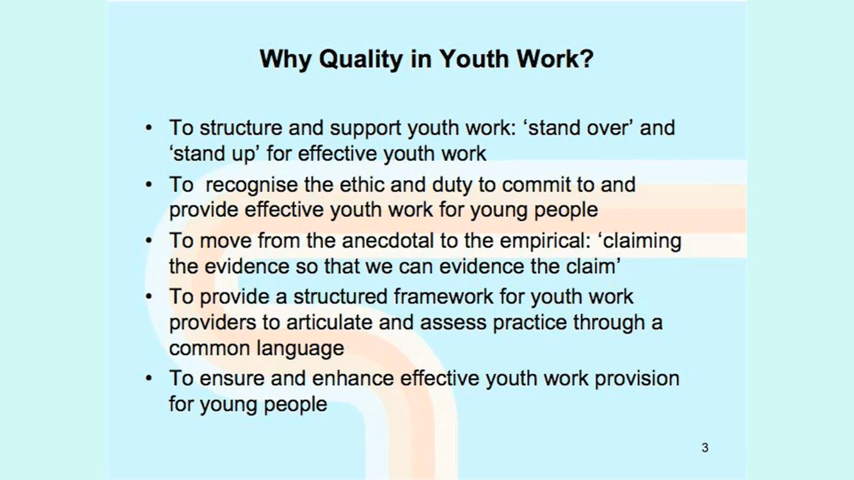 Why Quality in Youth Work?
• To structure and support youth work: ‘stand over’ and
‘stand up’ for effective youth work
• To recognise the ethic and duty to commit to and
provide effective youth work for young people
• To move from the anecdotal to the empirical: ‘claiming
the evidence so that we can evidence the claim’
• To provide a structured framework for youth work
providers to articulate and assess practice through a
common language
• To ensure and enhance effective youth work provision
for young people
3